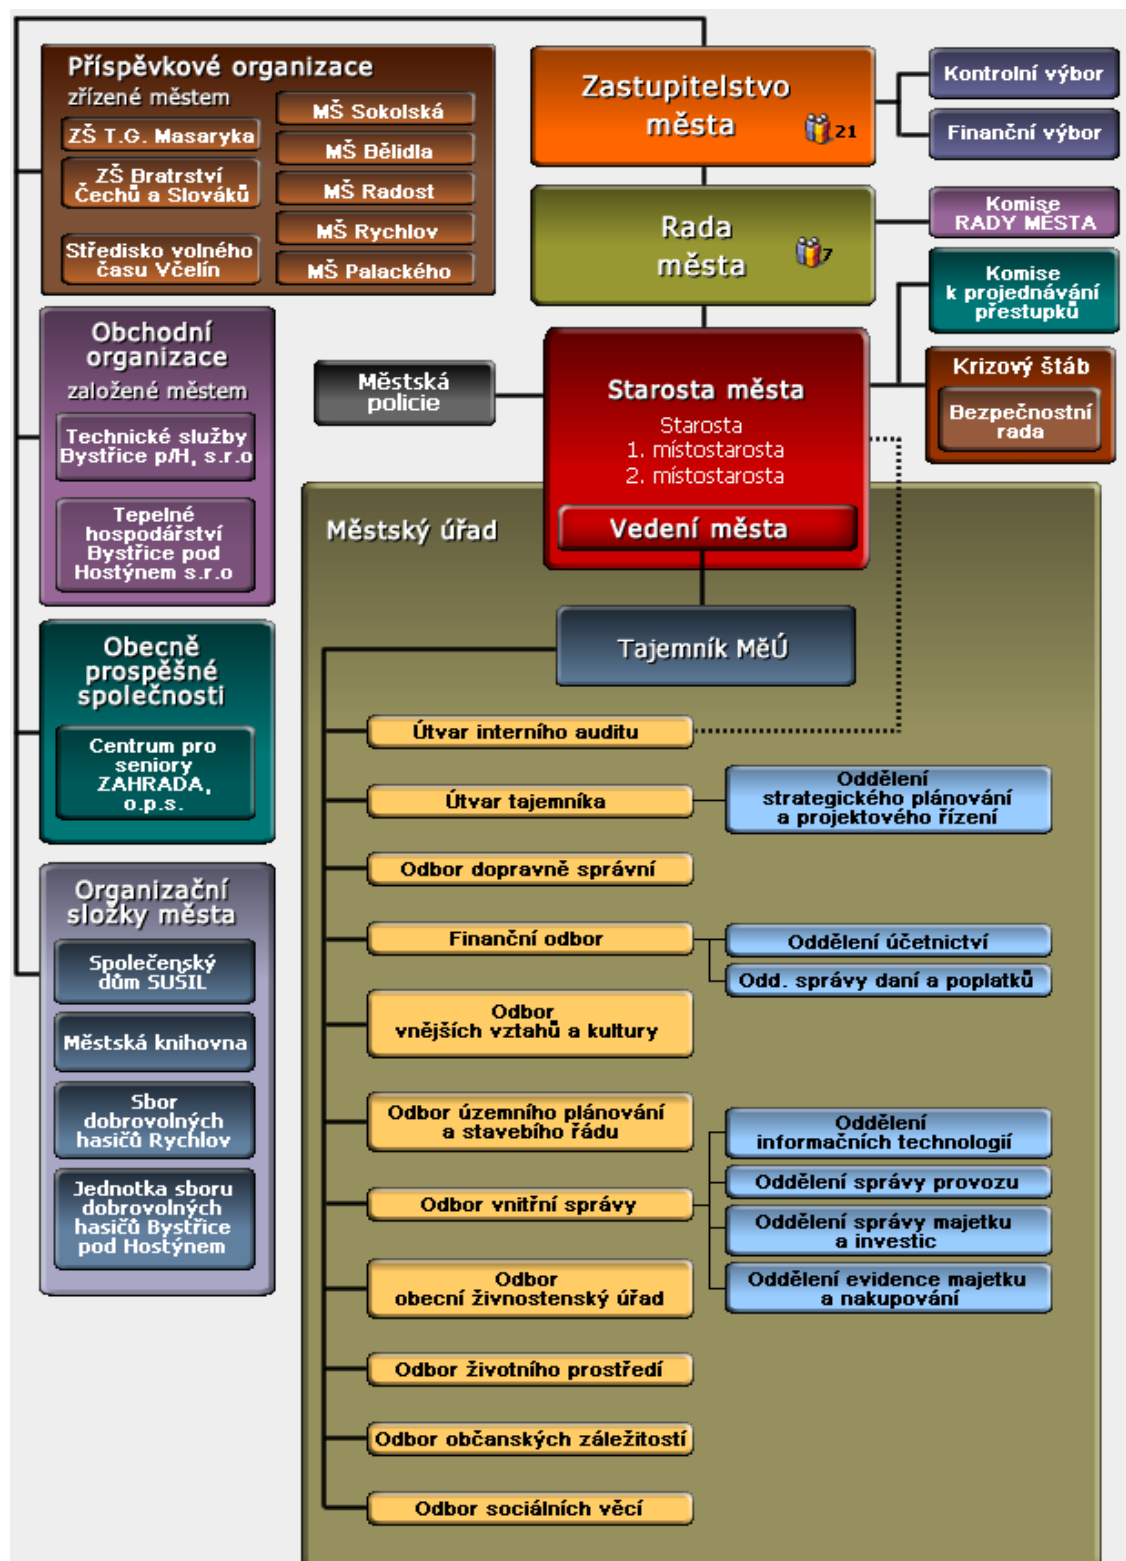 Příspěvkové organizace
zřízené městem
ZŠ T.G. Masaryka
ZŠ Bratrství
Čechů a Slováků
Středisko volného
času Včelín
MŠ Sokolská
MŠ Bělidla
MŠ Radost
MŠ Rychlov
MŠ Palackého
Zastupitelstvo
města
21
Kontrolní výbor
Finanční výbor
Rada
města
7
Komise
RADY MĚSTA
Komise
k projednávání
přestupků
Krizový štáb
Bezpečnostní
rada
Obchodní
organizace
založené městem
Technické služby
Bystřice p/H, s.r.o
Tepelné
hospodářství
Bystřice pod
Hostýnem s.r.o
Městská
policie
Starosta města
Starosta
1. místostarosta
2. místostarosta
Vedení města
Městský úřad
Tajemník MěÚ
Obecně
prospěšné
společnosti
Centrum pro
seniory
ZAHRADA,
o.p.s.
Organizační
složky města
Společenský
dům SUŠIL
Městská knihovna
Sbor
dobrovolných
hasičů Rychlov
Jednotka sboru
dobrovolných
hasičů Bystřice
pod Hostýnem
Útvar interního auditu
Útvar tajemníka
Oddělení
strategického plánování
a projektového řízení
Odbor dopravně správní
Finanční odbor
Oddělení účetnictví
Odd. správy daní a poplatků
Odbor
vnějších vztahů a kultury
Odbor územního plánování
a stavebího řádu
Odbor vnitřní správy
Oddělení
informačních technologií
Oddělení správy provozu
Oddělení správy majetku
a investic
Oddělení evidence majetku
a nakupování
Odbor
obecní živnostenský úřad
Odbor životního prostředí
Odbor občanských záležitostí
Odbor sociálních věcí